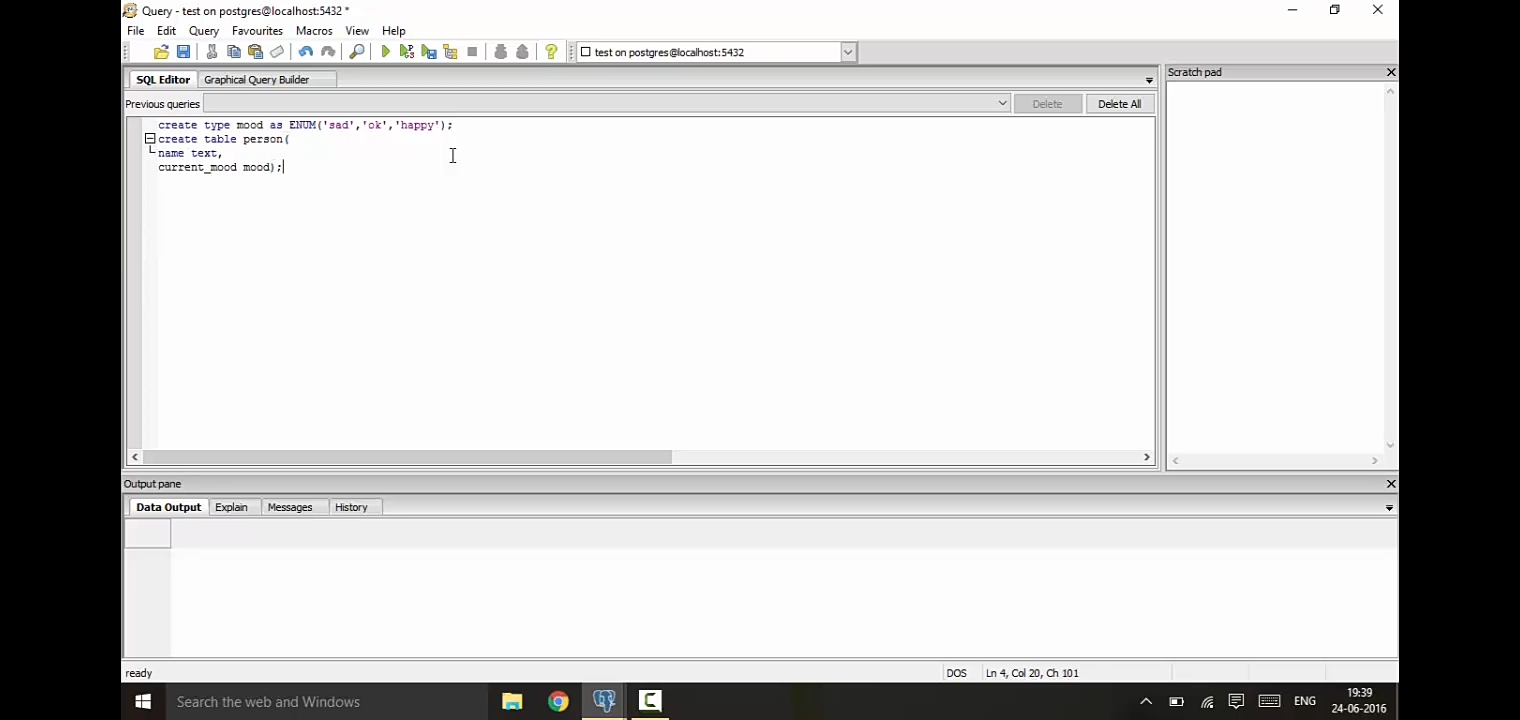 Query - test on postgres@localhost:5432 *
File Edit Query Favourites Macros View Help
test on postgres@localhost:5432
SQL Editor Graphical Query Builder
Scratch pad
Previous queries Delete Delete All
create type mood as ENUM('sad','ok','happy');
create table person(
name text,
current_mood mood);
Output pane
Data Output Explain Messages History
ready DOS Ln 4, Col 20, Ch 101
Search the web and Windows ENG 19:39
24-06-2016